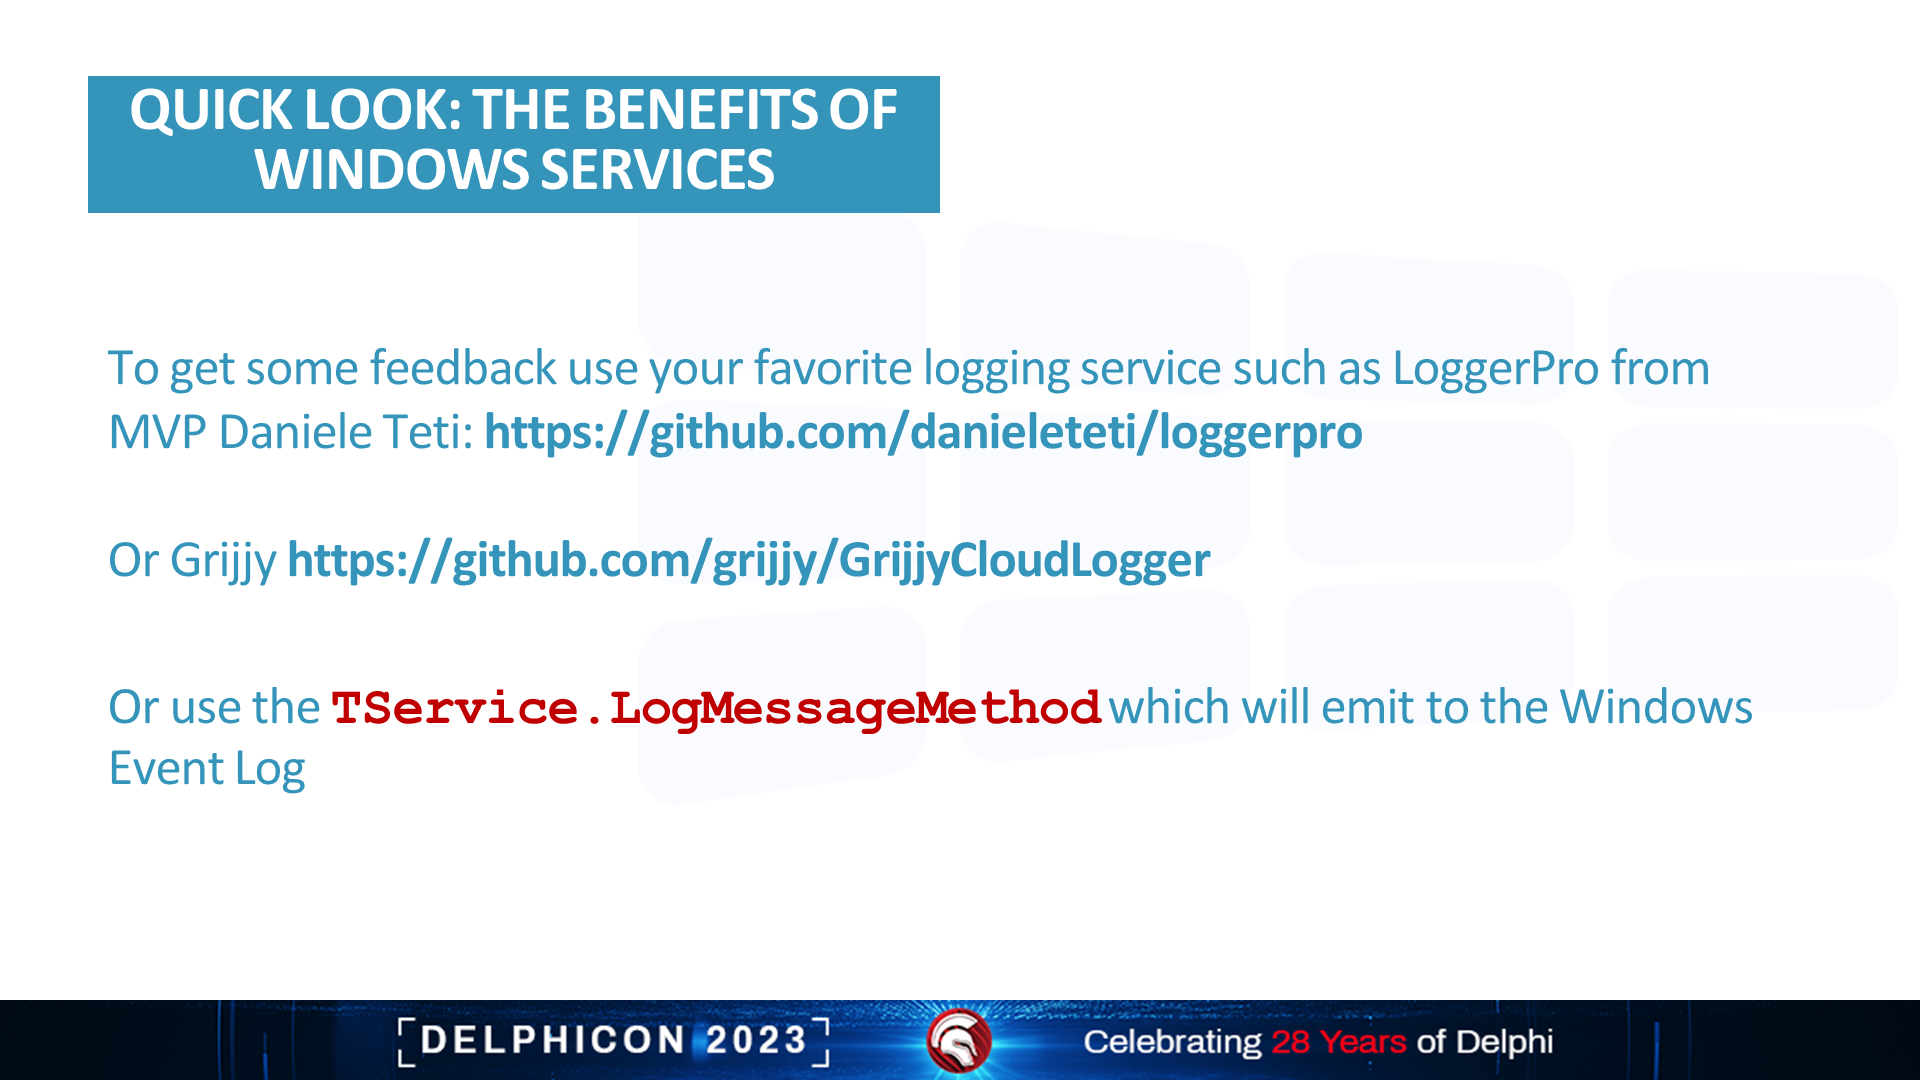 QUICK LOOK: THE BENEFITS OF
WINDOWS SERVICES
To get some feedback use your favorite logging service such as LoggerPro from
MVP Daniele Teti: https://github.com/danieleteti/loggerpro
Or Grijjy https://github.com/grijjy/GrijjyCloudLogger
Or use the TService.LogMessageMethod which will emit to the Windows
Event Log
DELPHICON 2023
Celebrating 28 Years of Delphi